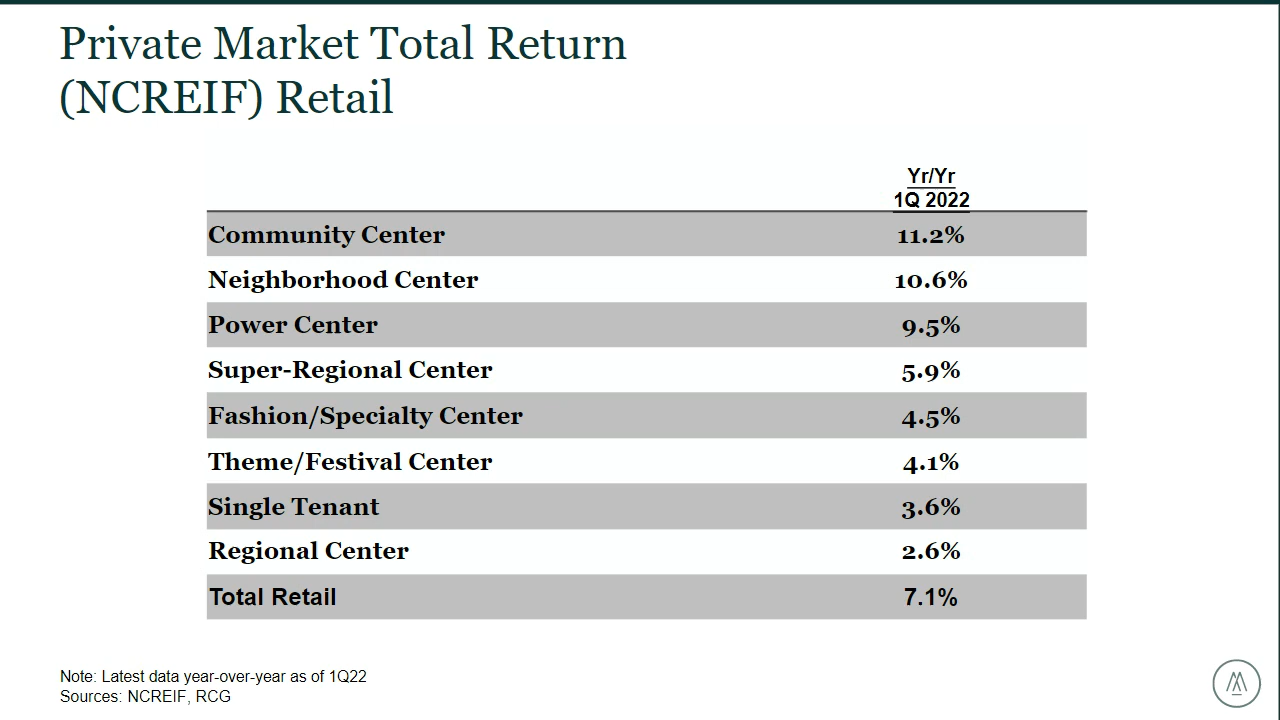 Private Market Total Return
(NCREIF) Retail
Yr/Yr
1Q 2022
Community Center 11.2%
Neighborhood Center 10.6%
Power Center 9.5%
Super-Regional Center 5.9%
Fashion/Specialty Center 4.5%
Theme/Festival Center 4.1%
Single Tenant 3.6%
Regional Center 2.6%
Total Retail 7.1%
Note: Latest data year-over-year as of 1Q22
Sources: NCREIF, RCG